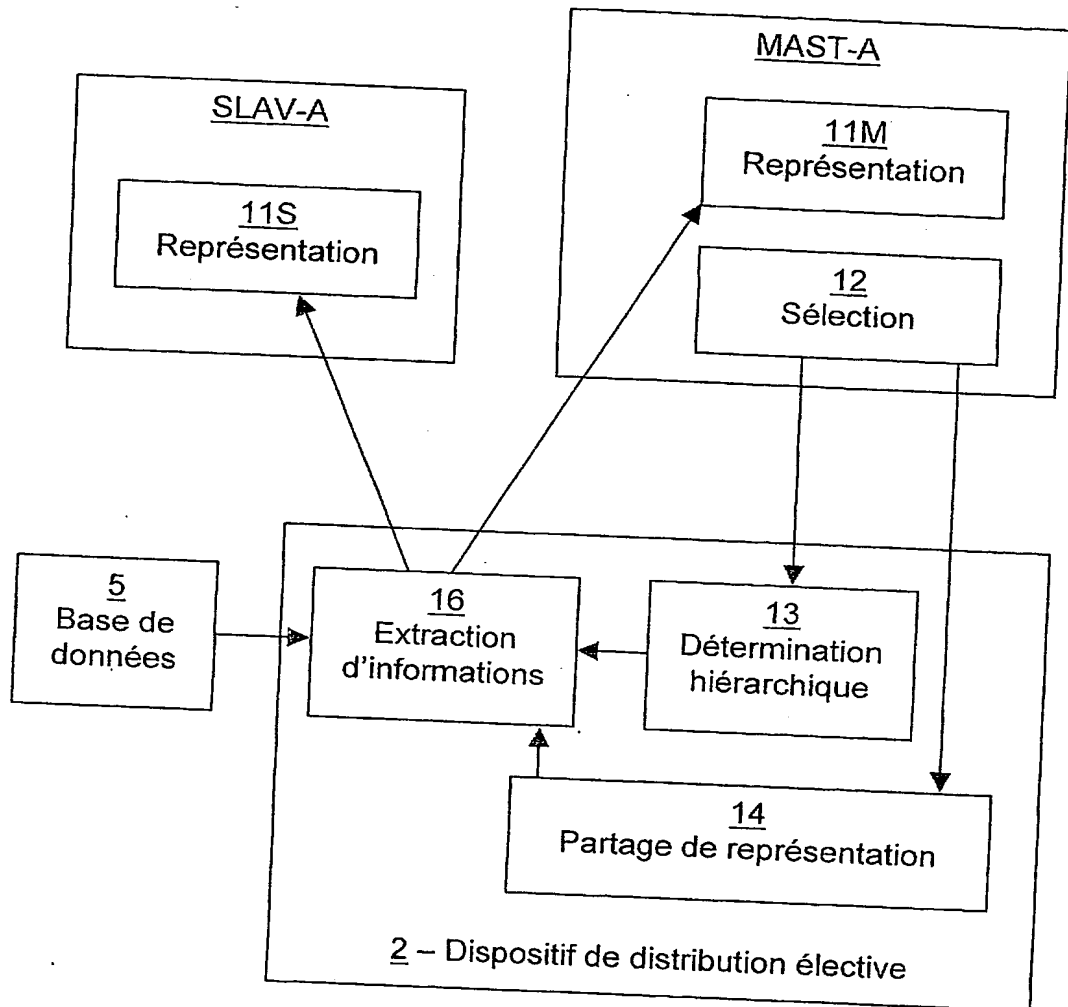 MAST-A
SLAV-A
11M
Représentation
11S
Représentation
12
Sélection
5
Base de
données
16
Extraction
d'informations
13
Détermination
hiérarchique
14
Partage de représentation
2 – Dispositif de distribution élective